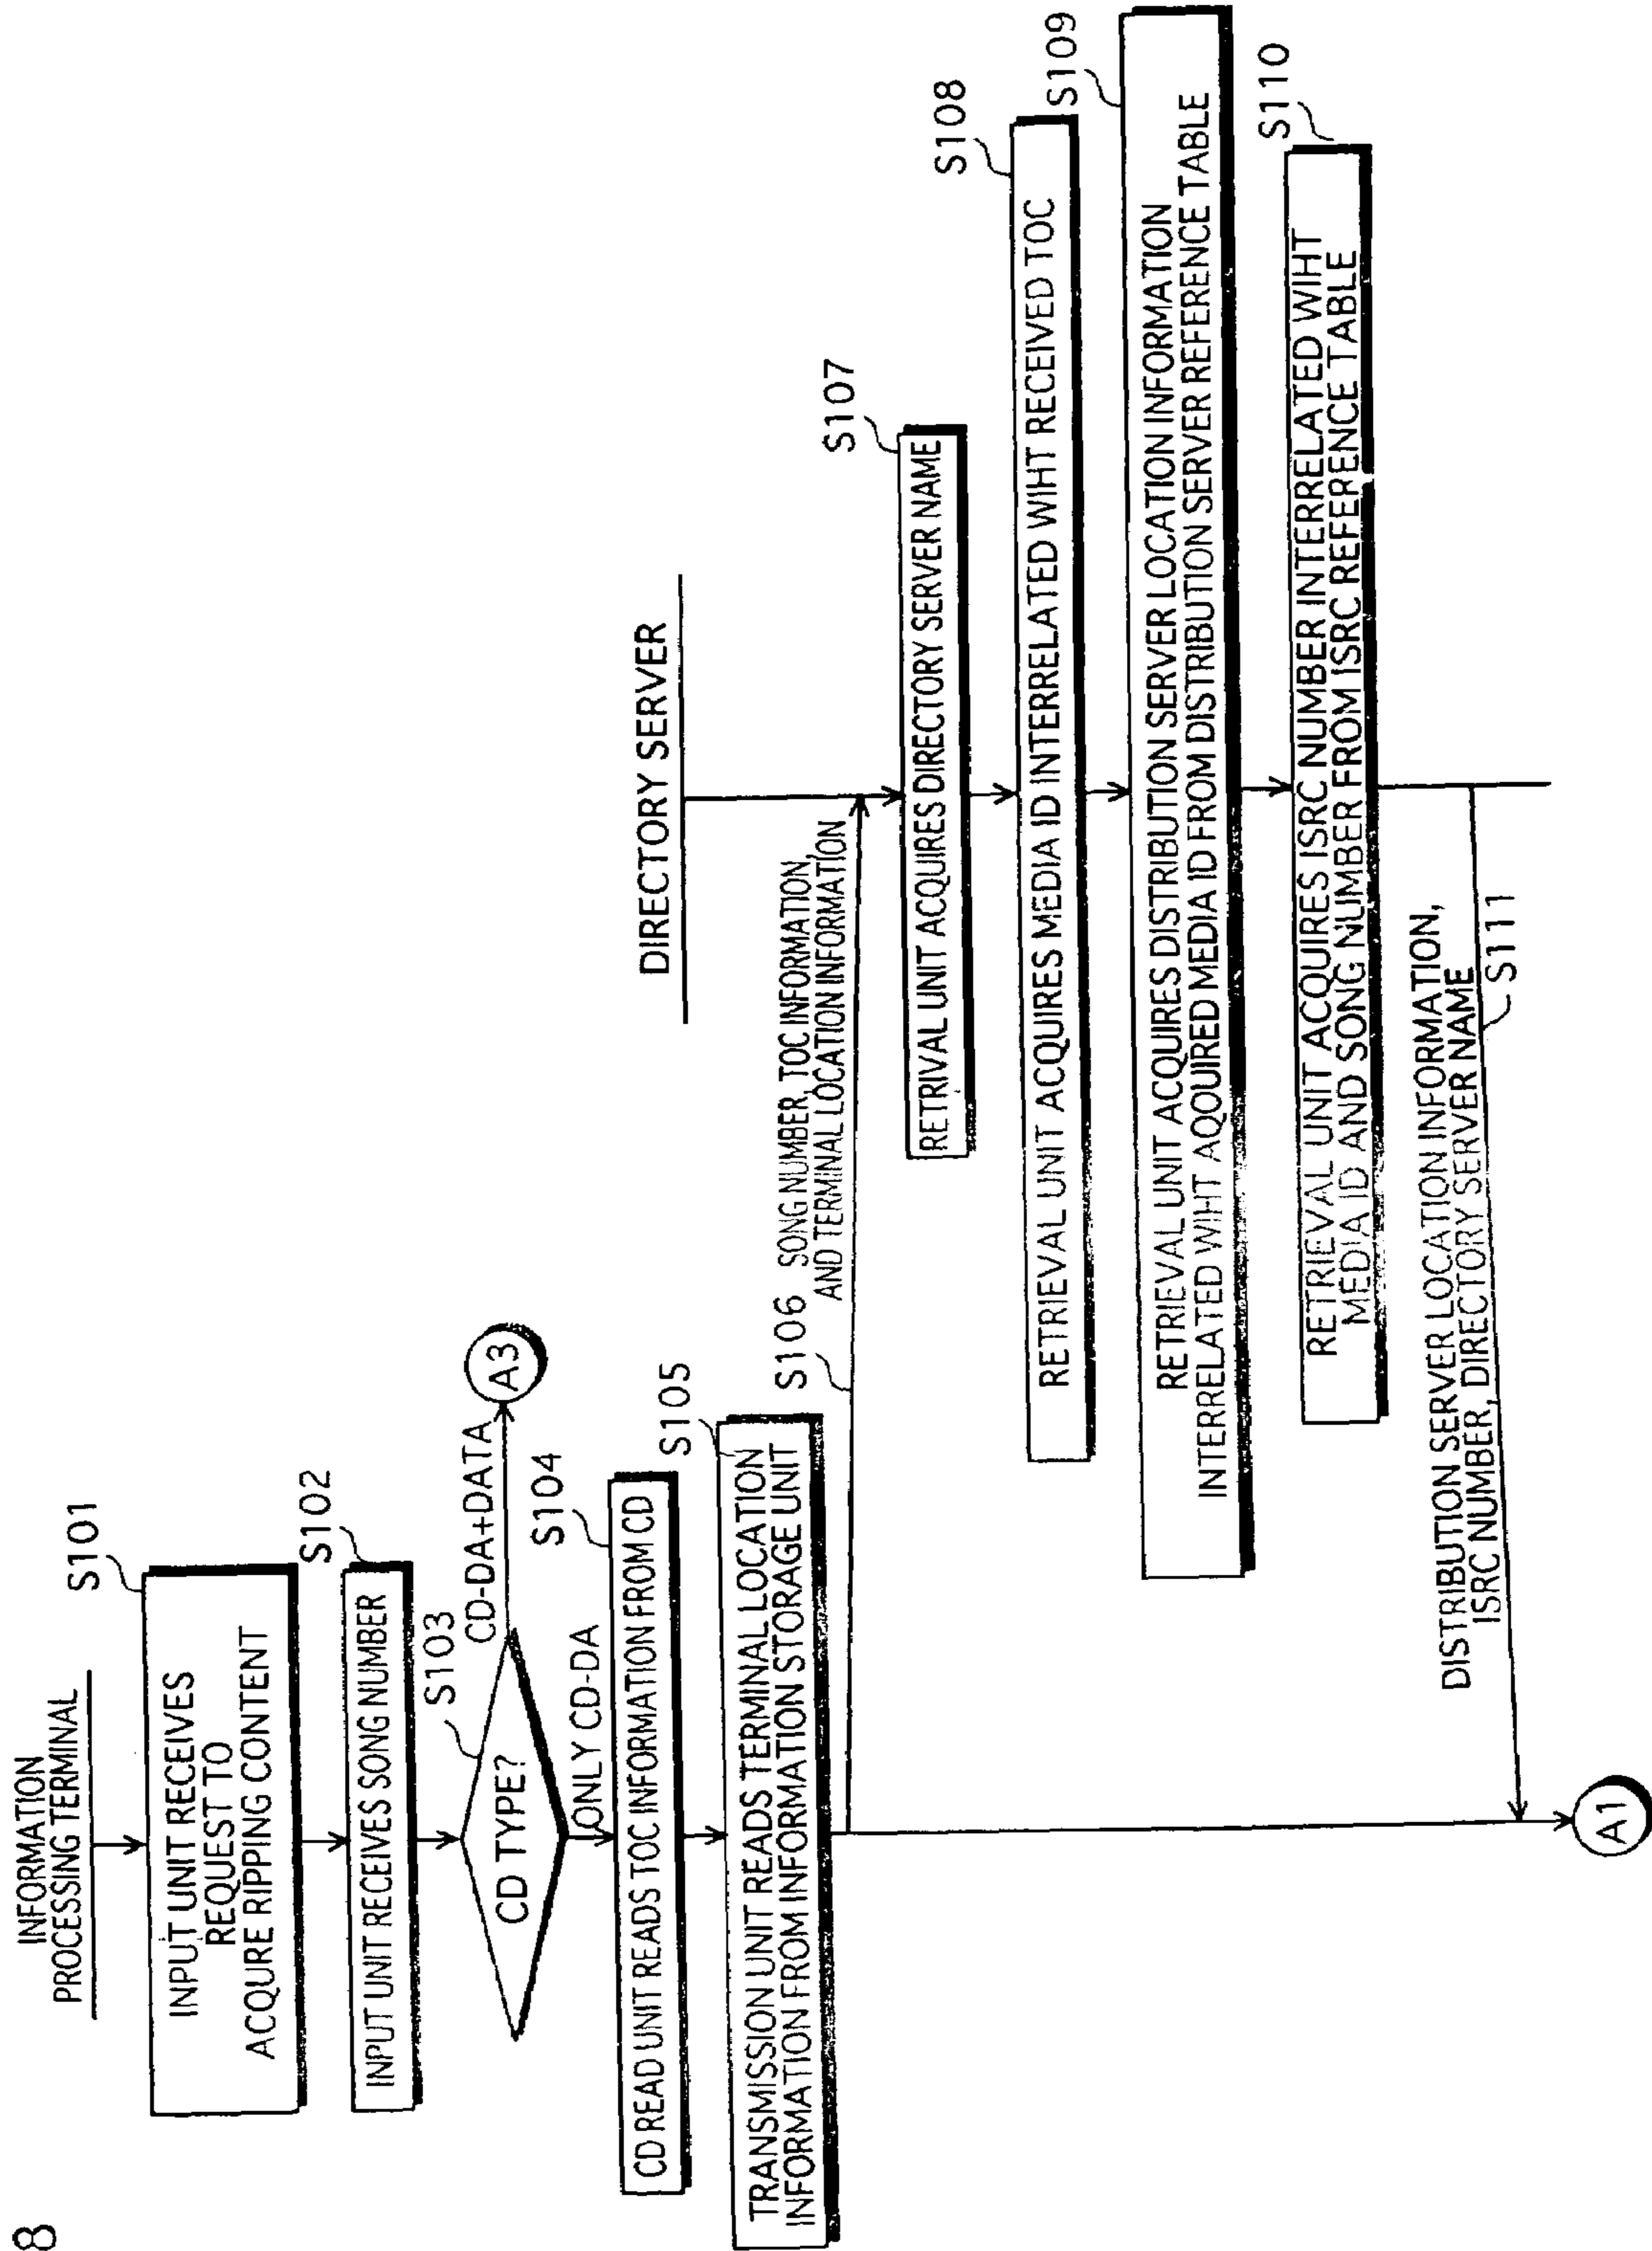 8
INFORMATION
PROCESSING TERMINAL
S101
INPUT UNIT RECEIVES
REQUEST TO
ACQURE RIPPING CONTENT
S102
INPUT UNIT RECEIVES SONG NUMBER
S103
CD TYPE?
CD-DA+DATA
A3
ONLY CD-DA
S104
CD READ UNIT READS TOC INFORMATION FROM CD
S105
TRANSMISSION UNIT READS TERMINAL LOCATION
INFORMATION FROM INFORMATION STORAGE UNIT
S106
SONG NUMBER, TOC INFORMATION,
AND TERMINAL LOCATION INFORMATION
DIRECTORY SERVER
S107
RETRIVAL UNIT ACQUIRES DIRECTORY SERVER NAME
S108
RETRIEVAL UNIT ACQUIRES MEDIA ID INTERRELATED WIHT RECEIVED TOC
S109
RETRIEVAL UNIT ACQUIRES DISTRIBUTION SERVER LOCATION INFORMATION
INTERRELATED WIHT AQQUIRED MEDIA ID FROM DISTRIBUTION SERVER REFERENCE TABLE
S110
RETRIEVAL UNIT ACQUIRES ISRC NUMBER INTERRELATED WIHT
MEDIA ID AND SONG NUMBER FROM ISRC REFERENCE TABLE
DISTRIBUTION SERVER LOCATION INFORMATION,
ISRC NUMBER, DIRECTORY SERVER NAME
S111
A1